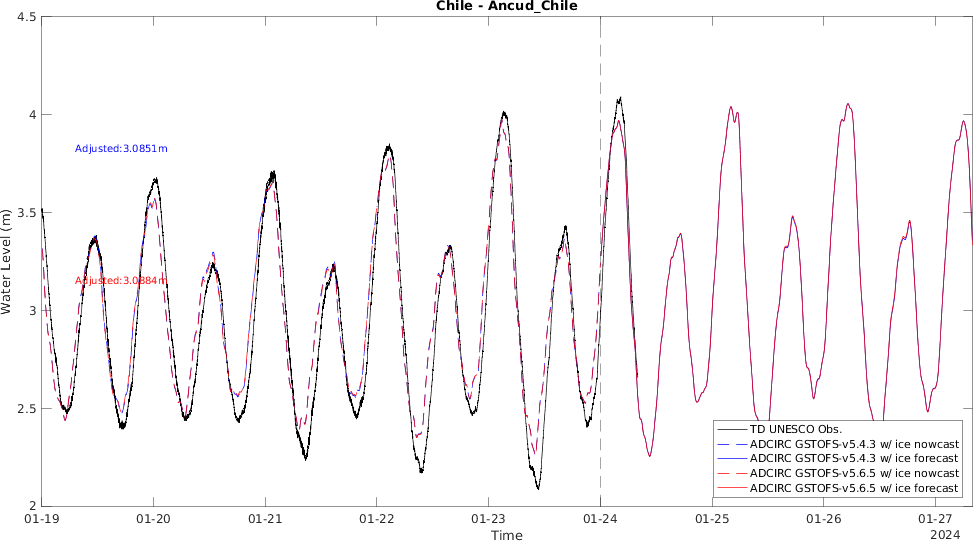 Chile - Ancud_Chile
4.5
4
3.5
3
2.5
2
Water Level (m)
Adjusted:3.0851m
Adjusted:3.0884m
TD UNESCO Obs.
ADCIRC GSTOFS-v5.4.3 w/ ice nowcast
ADCIRC GSTOFS-v5.4.3 w/ ice forecast
ADCIRC GSTOFS-v5.6.5 w/ ice nowcast
ADCIRC GSTOFS-v5.6.5 w/ ice forecast
01-19 01-20 01-21 01-22 01-23 01-24 01-25 01-26 01-27
Time
2024